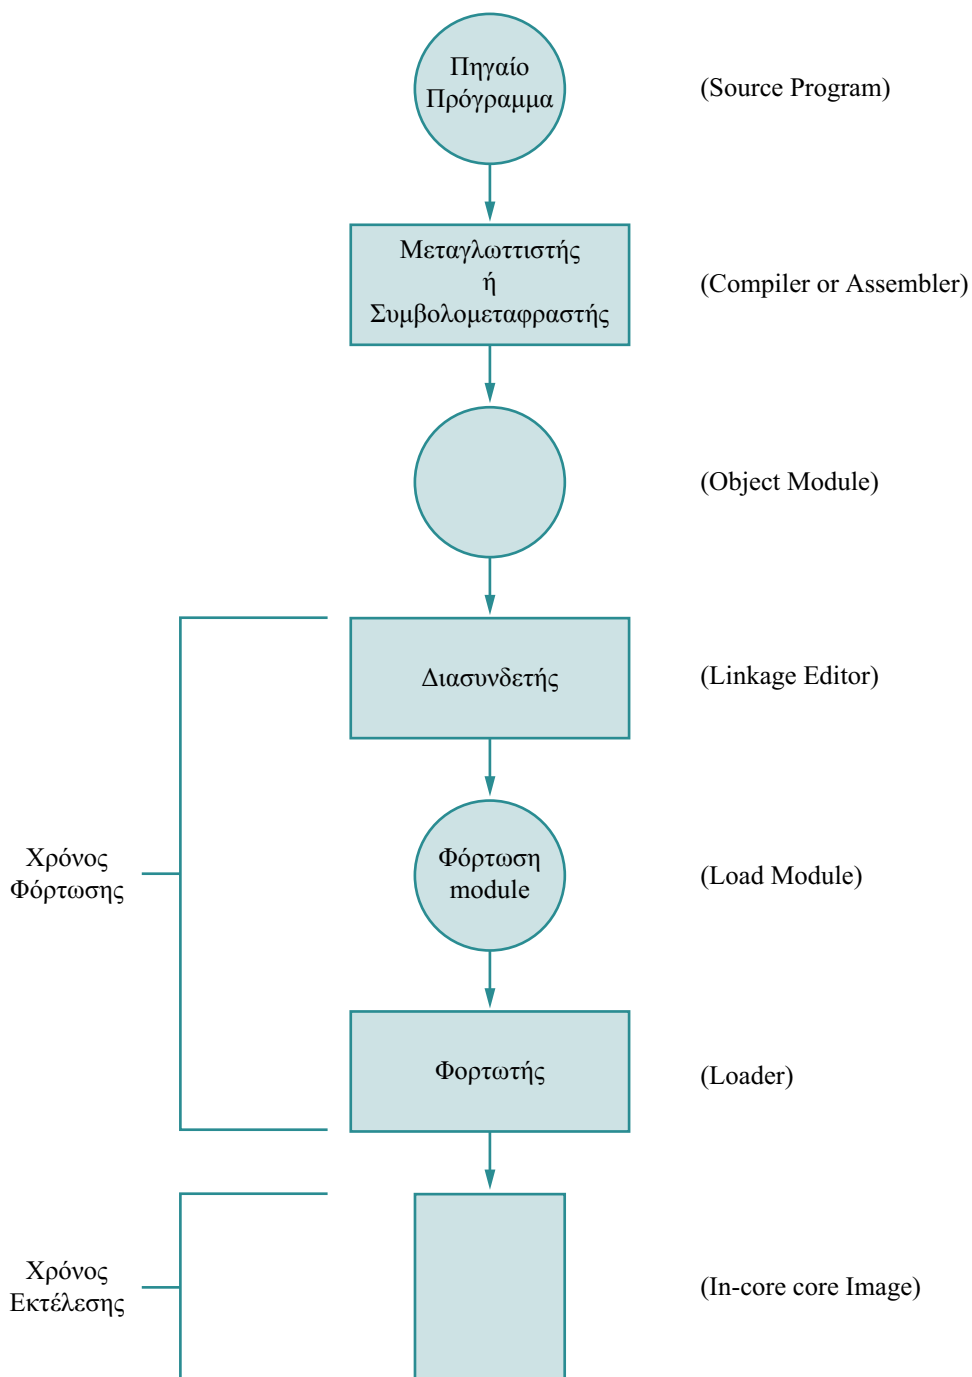 Πηγαίο
Πρόγραμμα
(Source Program)
Μεταγλωττιστής
ή
Συμβολομεταφραστής
(Compiler or Assembler)
(Object Module)
Διασυνδετής
(Linkage Editor)
Χρόνος
Φόρτωσης
Φόρτωση
module
(Load Module)
Φορτωτής
(Loader)
Χρόνος
Εκτέλεσης
(In-core core Image)